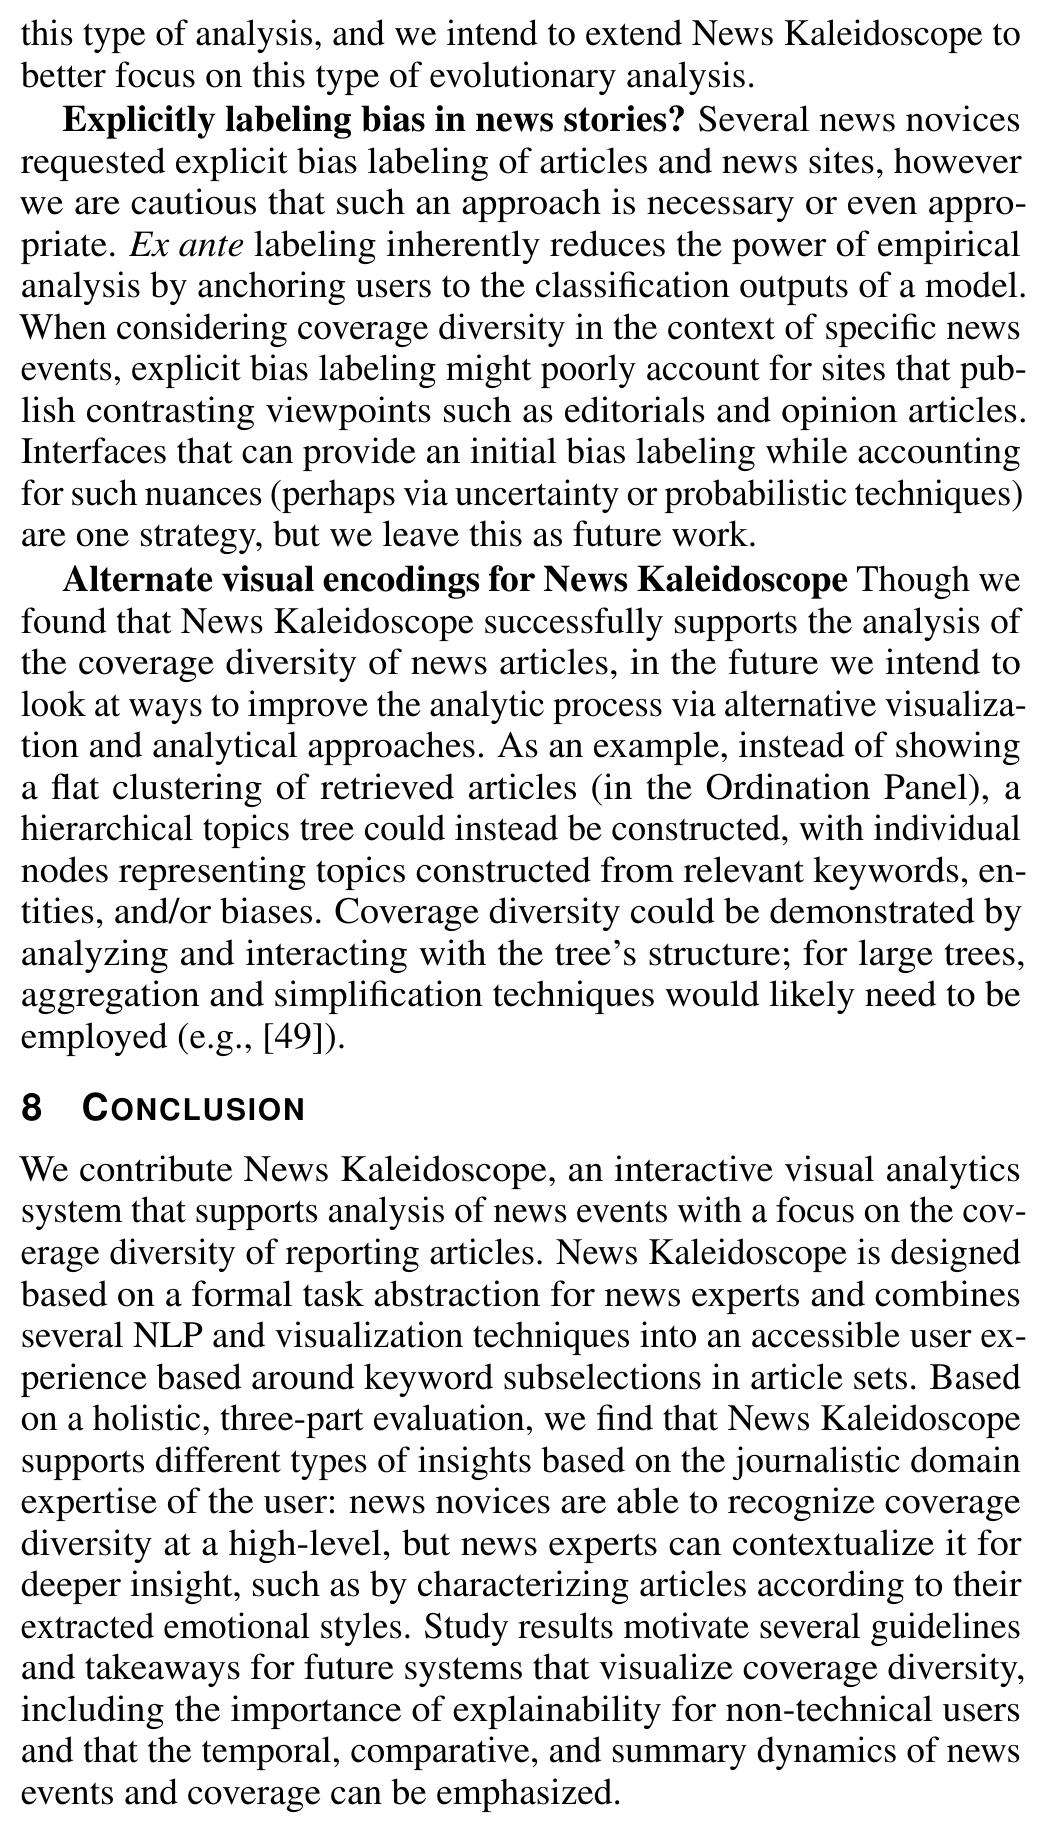 this type of analysis, and we intend to extend News Kaleidoscope to
better focus on this type of evolutionary analysis.
Explicitly labeling bias in news stories? Several news novices
requested explicit bias labeling of articles and news sites, however
we are cautious that such an approach is necessary or even appro-
priate. Ex ante labeling inherently reduces the power of empirical
analysis by anchoring users to the classification outputs of a model.
When considering coverage diversity in the context of specific news
events, explicit bias labeling might poorly account for sites that pub-
lish contrasting viewpoints such as editorials and opinion articles.
Interfaces that can provide an initial bias labeling while accounting
for such nuances (perhaps via uncertainty or probabilistic techniques)
are one strategy, but we leave this as future work.
Alternate visual encodings for News Kaleidoscope Though we
found that News Kaleidoscope successfully supports the analysis of
the coverage diversity of news articles, in the future we intend to
look at ways to improve the analytic process via alternative visualiza-
tion and analytical approaches. As an example, instead of showing
a flat clustering of retrieved articles (in the Ordination Panel), a
hierarchical topics tree could instead be constructed, with individual
nodes representing topics constructed from relevant keywords, en-
tities, and/or biases. Coverage diversity could be demonstrated by
analyzing and interacting with the tree's structure; for large trees,
aggregation and simplification techniques would likely need to be
employed (e.g., [49]).
8 CONCLUSION
We contribute News Kaleidoscope, an interactive visual analytics
system that supports analysis of news events with a focus on the cov-
erage diversity of reporting articles. News Kaleidoscope is designed
based on a formal task abstraction for news experts and combines
several NLP and visualization techniques into an accessible user ex-
perience based around keyword subselections in article sets. Based
on a holistic, three-part evaluation, we find that News Kaleidoscope
supports different types of insights based on the journalistic domain
expertise of the user: news novices are able to recognize coverage
diversity at a high-level, but news experts can contextualize it for
deeper insight, such as by characterizing articles according to their
extracted emotional styles. Study results motivate several guidelines
and takeaways for future systems that visualize coverage diversity,
including the importance of explainability for non-technical users
and that the temporal, comparative, and summary dynamics of news
events and coverage can be emphasized.